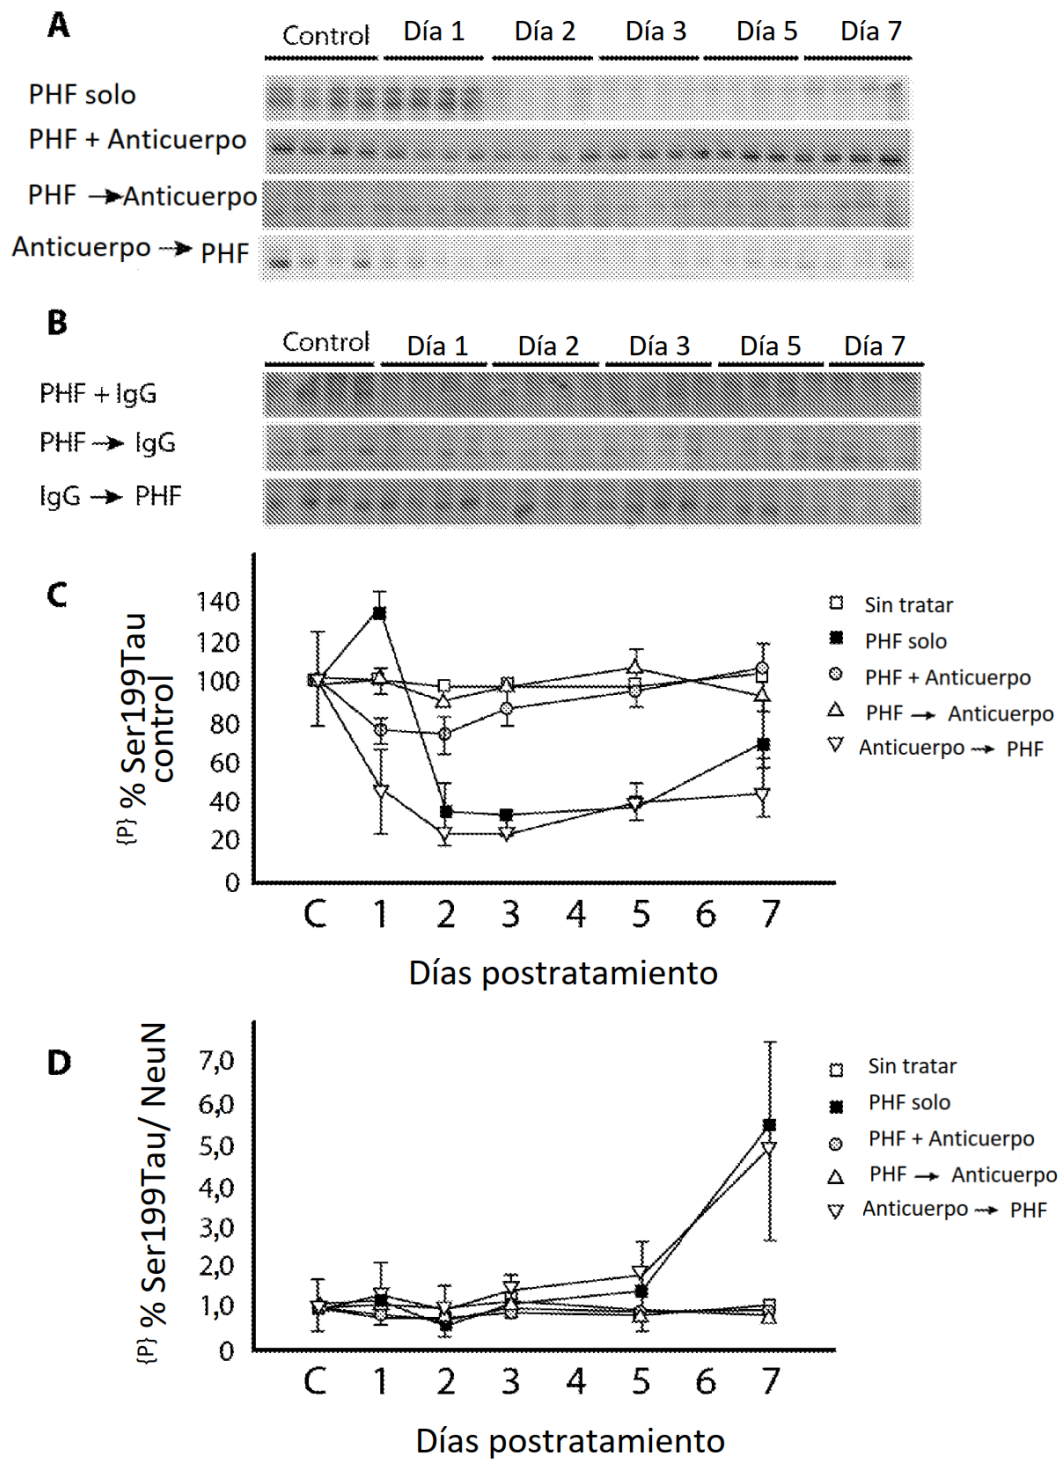 A
Control Día 1 Día 2 Día 3 Día 5 Día 7
PHF solo
PHF + Anticuerpo
PHF → Anticuerpo
Anticuerpo → PHF
B
Control Día 1 Día 2 Día 3 Día 5 Día 7
PHF + IgG
PHF → IgG
IgG → PHF
C
{P} % Ser199Tau
control
140
120
100
80
60
40
20
0
C 1 2 3 4 5 6 7
Días postratamiento
Sin tratar
PHF solo
PHF + Anticuerpo
PHF → Anticuerpo
Anticuerpo → PHF
D
{P} % Ser199Tau/ NeuN
7,0
6,0
5,0
4,0
3,0
2,0
1,0
0
C 1 2 3 4 5 6 7
Días postratamiento
Sin tratar
PHF solo
PHF + Anticuerpo
PHF → Anticuerpo
Anticuerpo → PHF